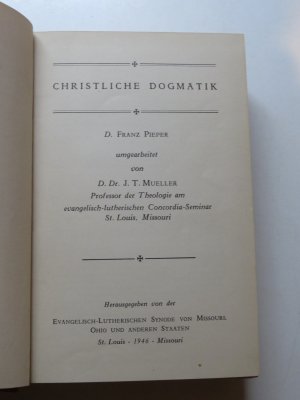 CHRISTLICHE DOGMATIK
D. FRANZ PIEPER
umgearbeitet
von
D. Dr. J. T. MUELLER
Professor der Theologie am
evangelisch-lutherischen Concordia-Seminar
St. Louis, Missouri
Herausgegeben von der
EVANGELISCH-LUTHERISCHEN SYNODE VON MISSOURI,
OHIO UND ANDEREN STAATEN
St. Louis - 1946 - Missouri